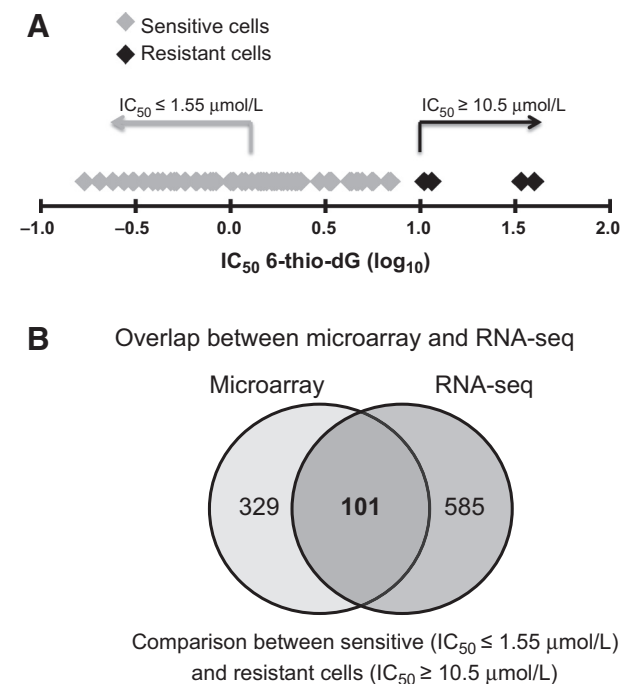 A
Sensitive cells
Resistant cells
IC50 ≤ 1.55 μmol/L
IC50 ≥ 10.5 μmol/L
−1.0 −0.5 0.0 0.5 1.0 1.5 2.0
IC50 6-thio-dG (log10)
B
Overlap between microarray and RNA-seq
Microarray RNA-seq
329 101 585
Comparison between sensitive (IC50 ≤ 1.55 μmol/L)
and resistant cells (IC50 ≥ 10.5 μmol/L)